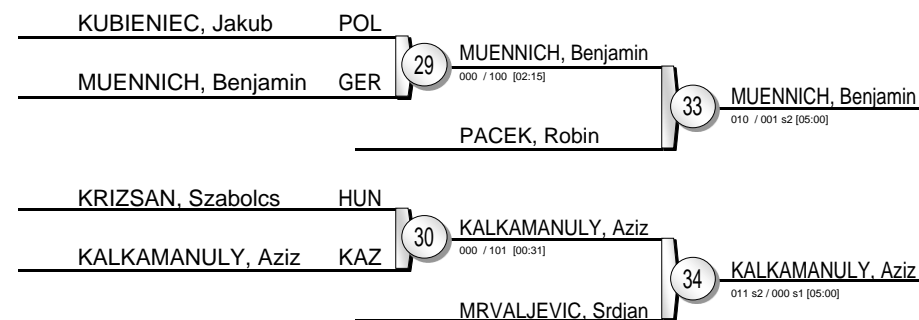 KUBIENIEC, Jakub POL
29
MUENNICH, Benjamin
000 / 100 [02:15]
MUENNICH, Benjamin GER
33
MUENNICH, Benjamin
010 / 001 s2 [05:00]
PACEK, Robin
KRIZSAN, Szabolcs HUN
30
KALKAMANULY, Aziz
000 / 101 [00:31]
KALKAMANULY, Aziz KAZ
34
KALKAMANULY, Aziz
011 s2 / 000 s1 [05:00]
MRVALJEVIC, Srdjan